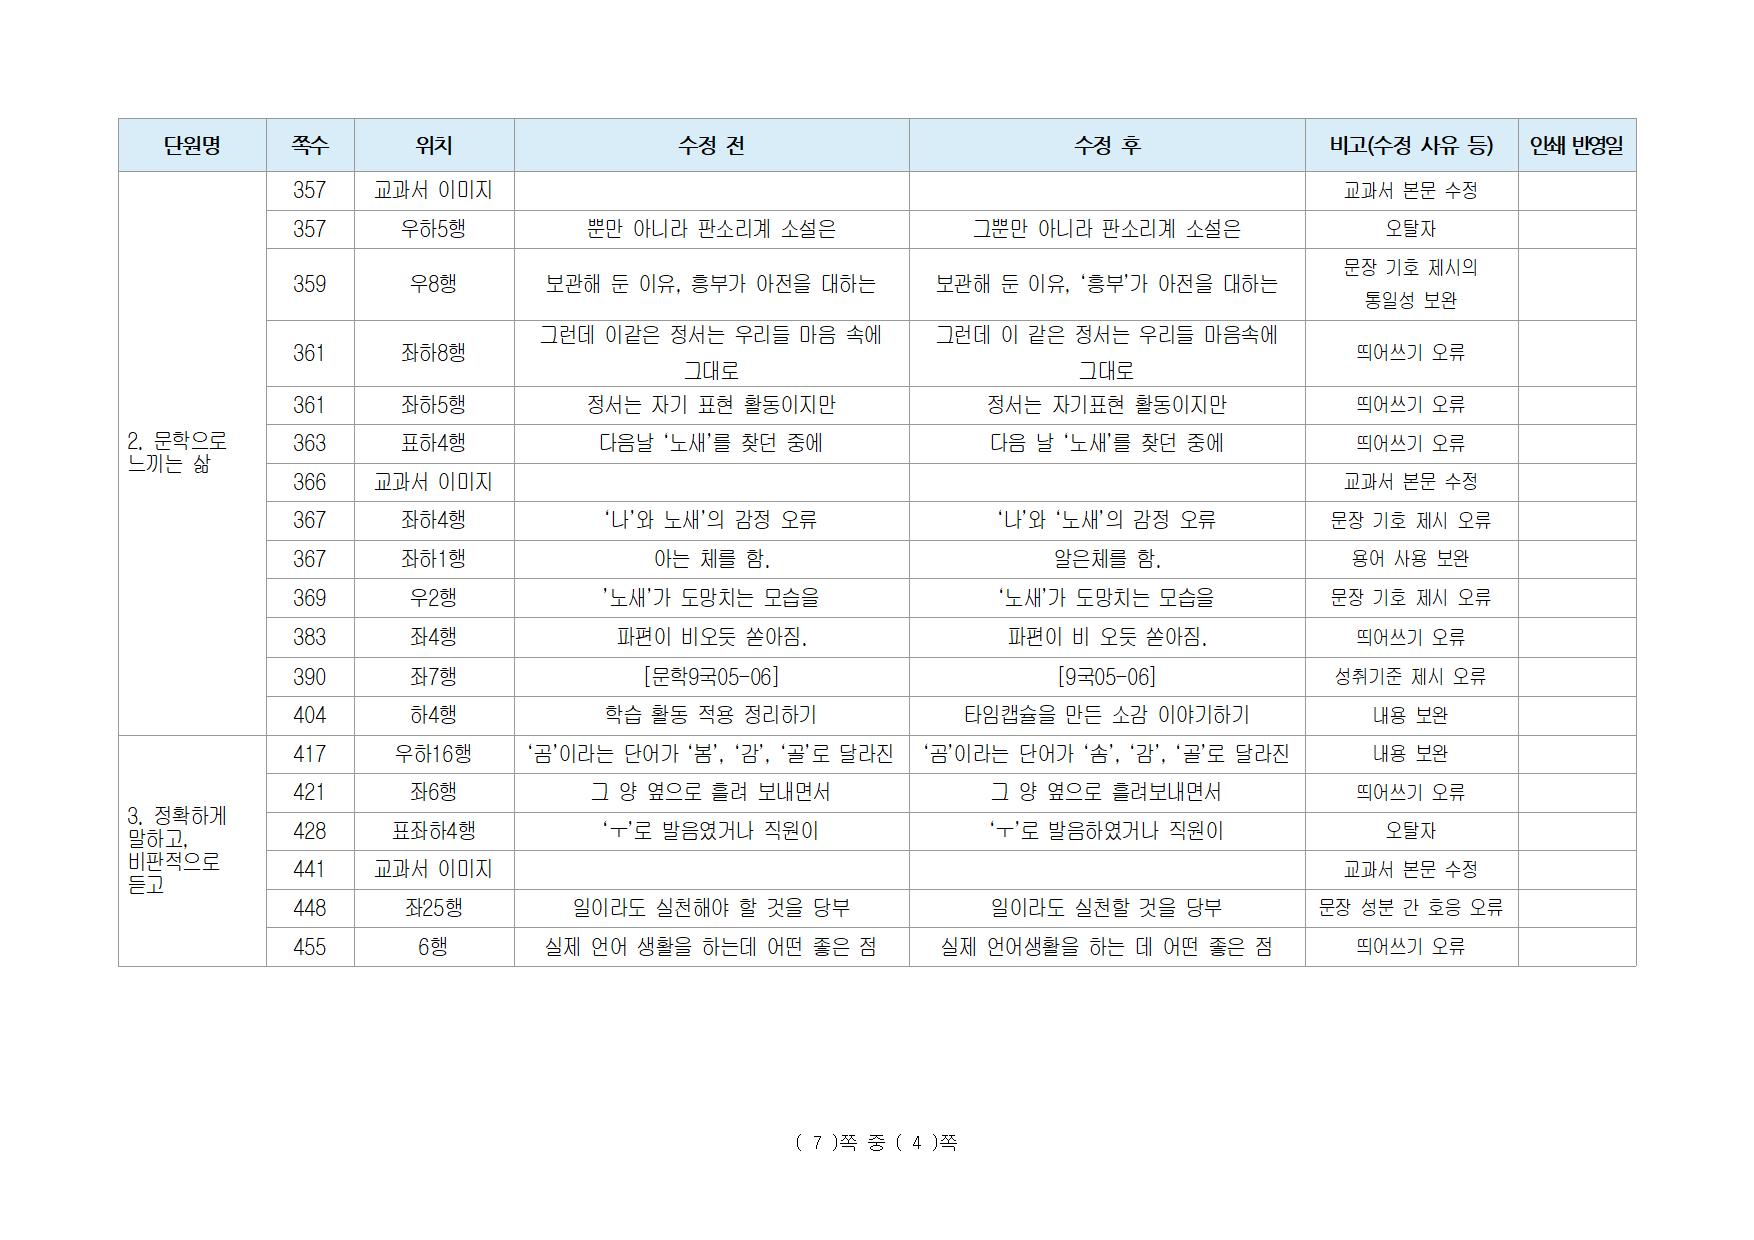 단원명 쪽수 위치 수정 전 수정 후 비고(수정 사유 등) 인쇄 반영일
2. 문학으로
느끼는 삶
357 교과서 이미지 교과서 본문 수정
357 우하5행 뿐만 아니라 판소리계 소설은 그뿐만 아니라 판소리계 소설은 오탈자
359 우8행 보관해 둔 이유, 흥부가 아전을 대하는 보관해 둔 이유, ‘흥부’가 아전을 대하는 문장 기호 제시의
통일성 보완
361 좌하8행 그런데 이같은 정서는 우리들 마음 속에 그런데 이 같은 정서는 우리들 마음속에 띄어쓰기 오류
그대로 그대로
361 좌하5행 정서는 자기 표현 활동이지만 정서는 자기표현 활동이지만 띄어쓰기 오류
363 표하4행 다음날 ‘노새’를 찾던 중에 다음 날 ‘노새’를 찾던 중에 띄어쓰기 오류
366 교과서 이미지 교과서 본문 수정
367 좌하4행 ‘나’와 노새’의 감정 오류 ‘나’와 ‘노새’의 감정 오류 문장 기호 제시 오류
367 좌하1행 아는 체를 함. 알은체를 함. 용어 사용 보완
369 우2행 ’노새’가 도망치는 모습을 ‘노새’가 도망치는 모습을 문장 기호 제시 오류
383 좌4행 파편이 비오듯 쏟아짐. 파편이 비 오듯 쏟아짐. 띄어쓰기 오류
390 좌7행 [문학9국05-06] [9국05-06] 성취기준 제시 오류
404 하4행 학습 활동 적용 정리하기 타임캡슐을 만든 소감 이야기하기 내용 보완
3. 정확하게
말하고,
비판적으로
듣고
417 우하16행 ‘곰’이라는 단어가 ‘봄’, ‘감’, ‘골’로 달라진 ‘곰’이라는 단어가 ‘솜’, ‘감’, ‘골’로 달라진 내용 보완
421 좌6행 그 양 옆으로 흘려 보내면서 그 양 옆으로 흘려보내면서 띄어쓰기 오류
428 표좌하4행 ‘ㅜ’로 발음였거나 직원이 ‘ㅜ’로 발음하였거나 직원이 오탈자
441 교과서 이미지 교과서 본문 수정
448 좌25행 일이라도 실천해야 할 것을 당부 일이라도 실천할 것을 당부 문장 성분 간 호응 오류
455 6행 실제 언어 생활을 하는데 어떤 좋은 점 실제 언어생활을 하는 데 어떤 좋은 점 띄어쓰기 오류
( 7 )쪽 중 ( 4 )쪽